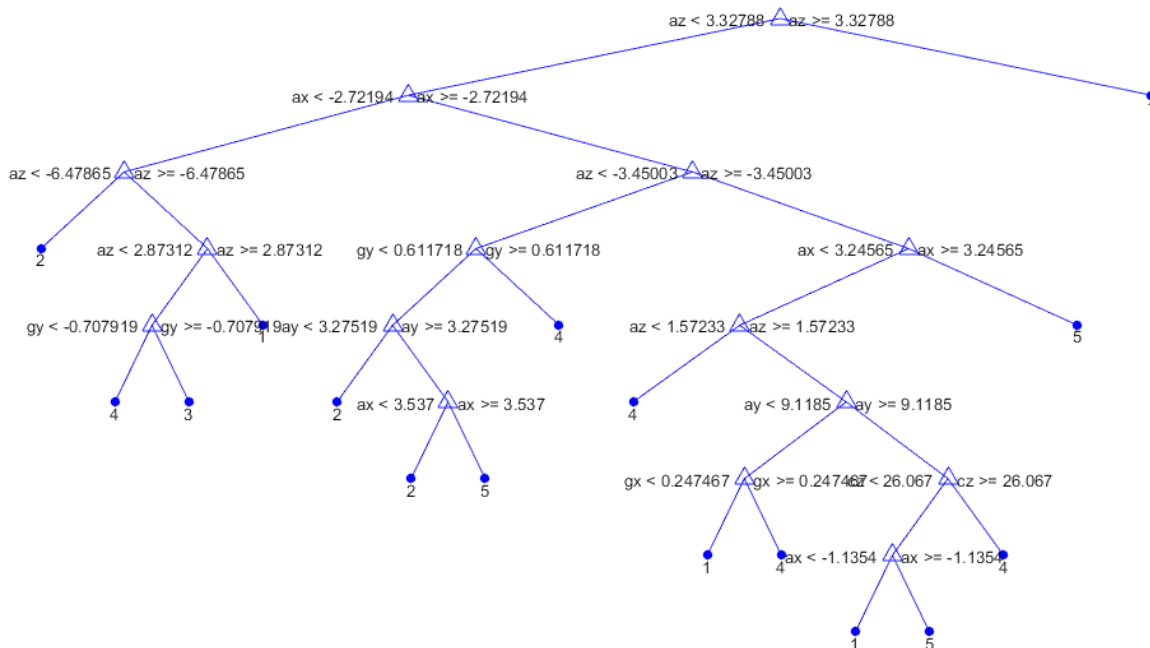 az < 3.32788 az >= 3.32788
ax < -2.72194 ax >= -2.72194
az < -6.47865 az >= -6.47865 az < -3.45003 az >= -3.45003
2 az < 2.87312 az >= 2.87312 gy < 0.611718 gy >= 0.611718 ax < 3.24565 ax >= 3.24565
gy < -0.707919 gy >= -0.707919 1 ay < 3.27519 ay >= 3.27519 4 az < 1.57233 az >= 1.57233 5
4 3 2 ax < 3.537 ax >= 3.537 4 ay < 9.1185 ay >= 9.1185
2 5 gx < 0.247467 gx >= 0.247467 cz < 26.067 cz >= 26.067
1 4 ax < -1.1354 ax >= -1.1354 4
1 5